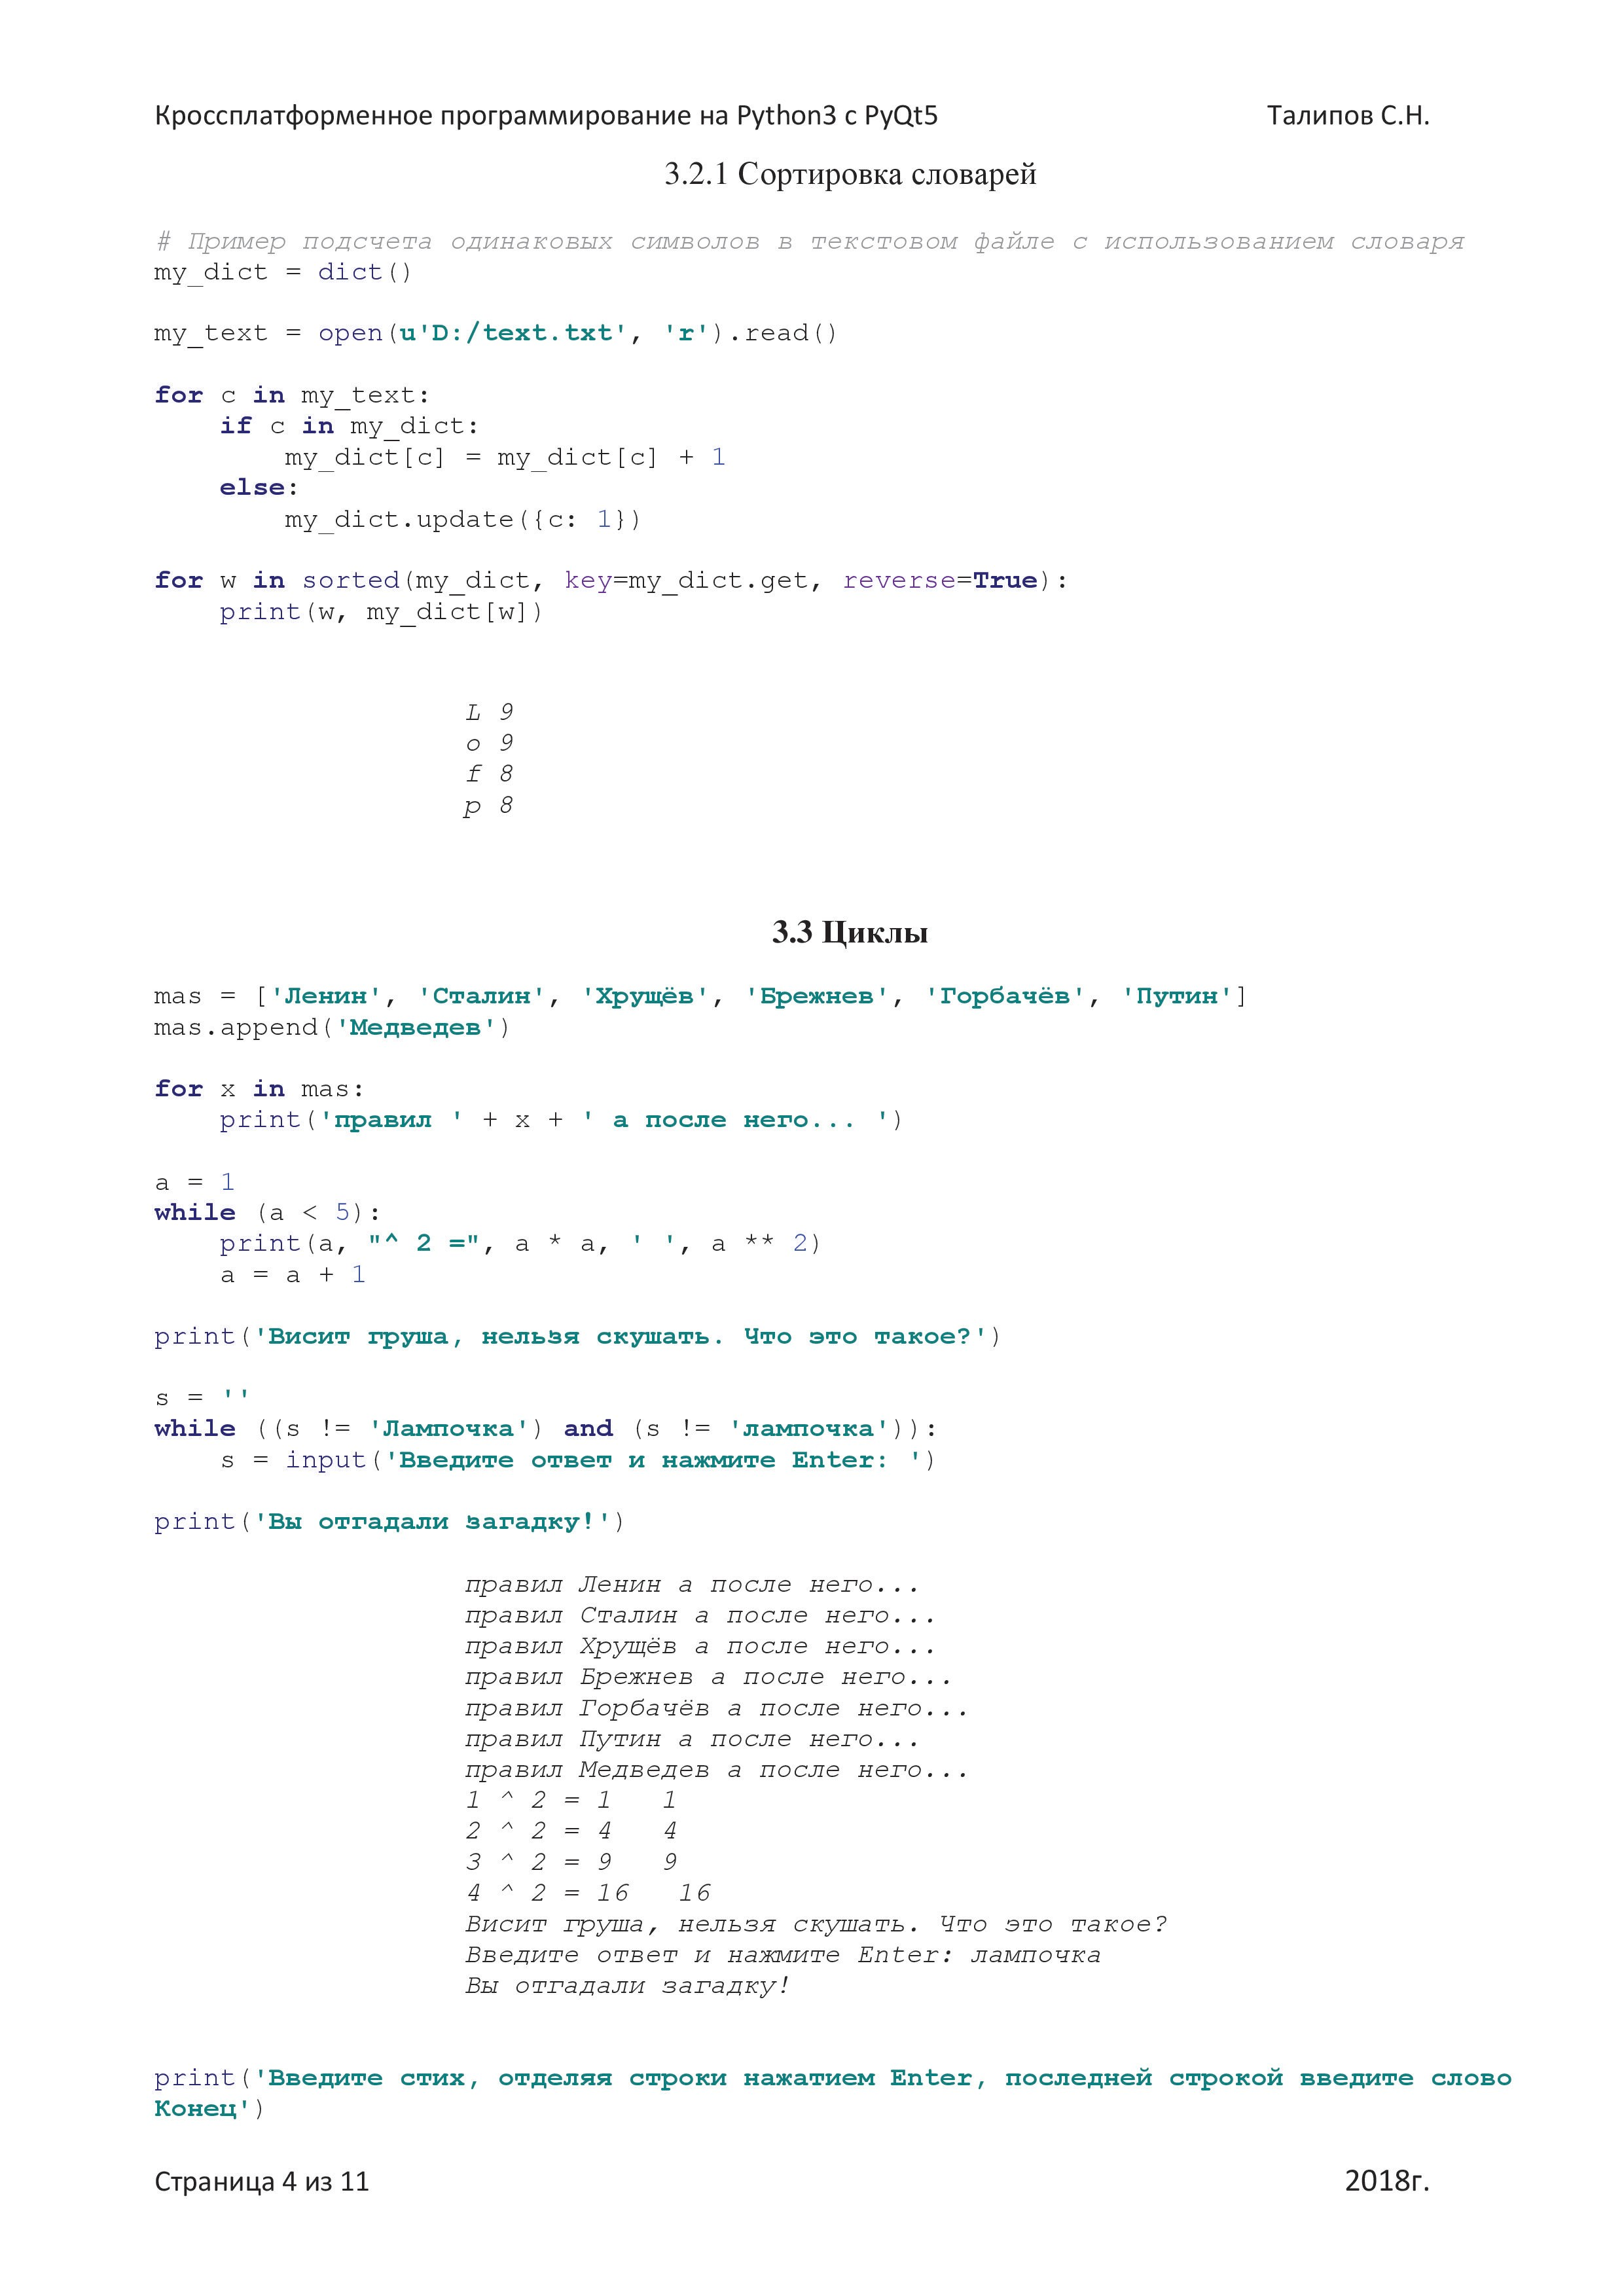 Кроссплатформенное программирование на Python3 с PyQt5 Талипов С.Н.
3.2.1 Сортировка словарей
# Пример подсчета одинаковых символов в текстовом файле с использованием словаря
my_dict = dict()
my_text = open(u'D:/text.txt', 'r').read()
for c in my_text:
    if c in my_dict:
        my_dict[c] = my_dict[c] + 1
    else:
        my_dict.update({c: 1})
for w in sorted(my_dict, key=my_dict.get, reverse=True):
    print(w, my_dict[w])
L 9
o 9
f 8
p 8
3.3 Циклы
mas = ['Ленин', 'Сталин', 'Хрущёв', 'Брежнев', 'Горбачёв', 'Путин']
mas.append('Медведев')
for x in mas:
    print('правил ' + x + ' а после него... ')
a = 1
while (a < 5):
    print(a, "^ 2 =", a * a, ' ', a ** 2)
    a = a + 1
print('Висит груша, нельзя скушать. Что это такое?')
s = ''
while ((s != 'Лампочка') and (s != 'лампочка')):
    s = input('Введите ответ и нажмите Enter: ')
print('Вы отгадали загадку!')
правил Ленин а после него...
правил Сталин а после него...
правил Хрущёв а после него...
правил Брежнев а после него...
правил Горбачёв а после него...
правил Путин а после него...
правил Медведев а после него...
1 ^ 2 = 1   1
2 ^ 2 = 4   4
3 ^ 2 = 9   9
4 ^ 2 = 16   16
Висит груша, нельзя скушать. Что это такое?
Введите ответ и нажмите Enter: лампочка
Вы отгадали загадку!
print('Введите стих, отделяя строки нажатием Enter, последней строкой введите слово
Конец')
Страница 4 из 11 2018г.